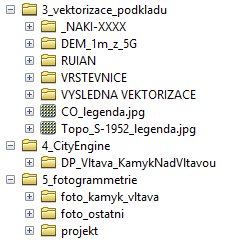 3_vektorizace_podkladu
_NAKI-XXXX
DEM_1m_z_5G
RUIAN
VRSTEVNICE
VYSLEDNA VEKTORIZACE
CO_legenda.jpg
Topo_S-1952_legenda.jpg
4_CityEngine
DP_Vltava_KamykNadVltavou
5_fotogrammetrie
foto_kamyk_vltava
foto_ostatni
projekt